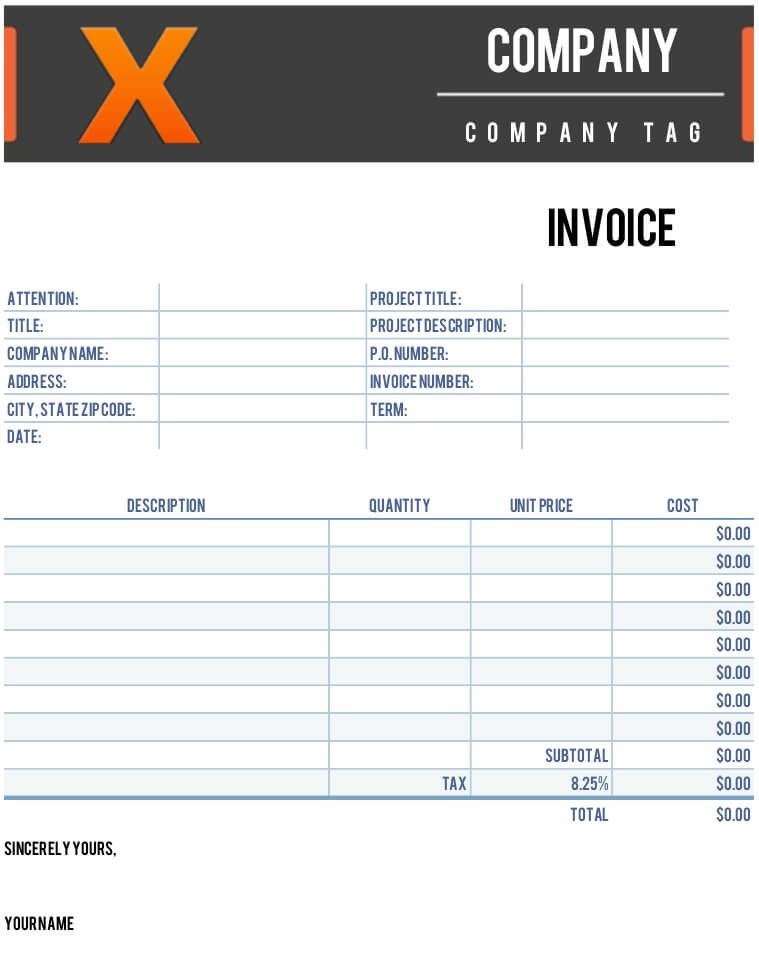 X
COMPANY
COMPANY TAG
INVOICE
ATTENTION:
PROJECT TITLE:
TITLE:
PROJECT DESCRIPTION:
COMPANY NAME:
P.O. NUMBER:
ADDRESS:
INVOICE NUMBER:
CITY, STATE ZIP CODE:
TERM:
DATE:
DESCRIPTION QUANTITY UNIT PRICE COST
$0.00
$0.00
$0.00
$0.00
$0.00
$0.00
$0.00
$0.00
SUBTOTAL $0.00
TAX 8.25% $0.00
TOTAL $0.00
SINCERELY YOURS,
YOUR NAME